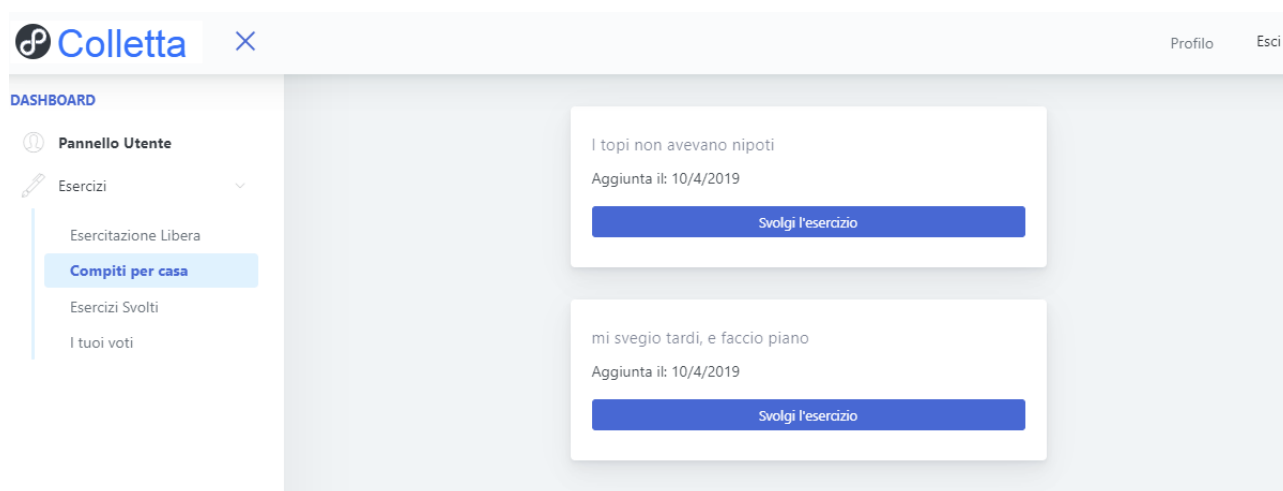 Colletta
Profilo
Esci
DASHBOARD
Pannello Utente
Esercizi
Esercitazione Libera
Compiti per casa
Esercizi Svolti
I tuoi voti
I topi non avevano nipoti
Aggiunta il: 10/4/2019
Svolgi l'esercizio
mi svegio tardi, e faccio piano
Aggiunta il: 10/4/2019
Svolgi l'esercizio